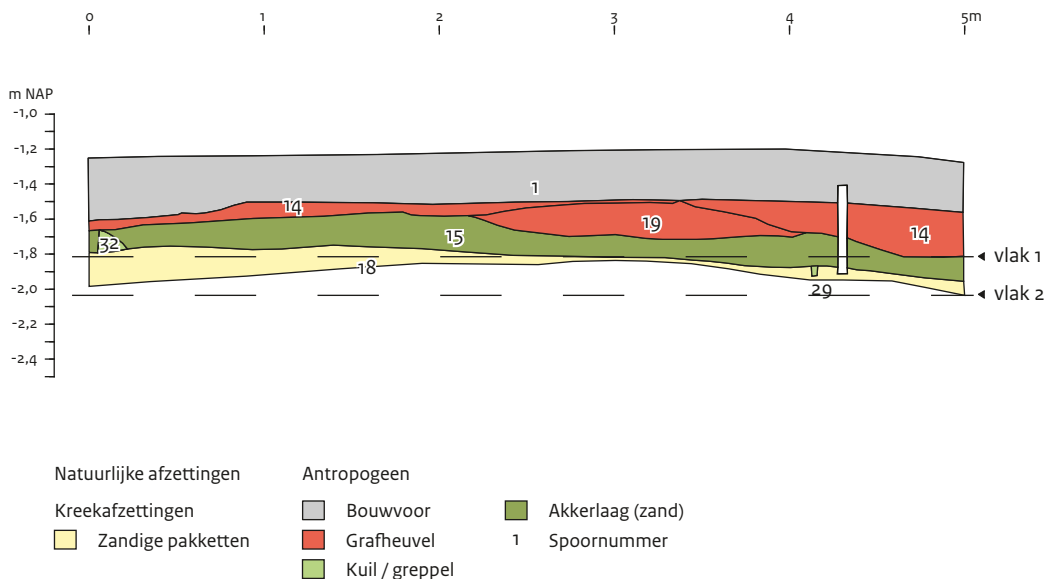 0 1 2 3 4 5m
m NAP
-1,0
-1,2
-1,4
1
14
-1,6
19
14
15
32
-1,8
vlak 1
18
-2,0
29
vlak 2
-2,2
-2,4
Natuurlijke afzettingen
Antropogeen
Kreekafzettingen
Bouwvoor
Akkerlaag (zand)
Zandige pakketten
Grafheuvel
1 Spoornummer
Kuil / greppel